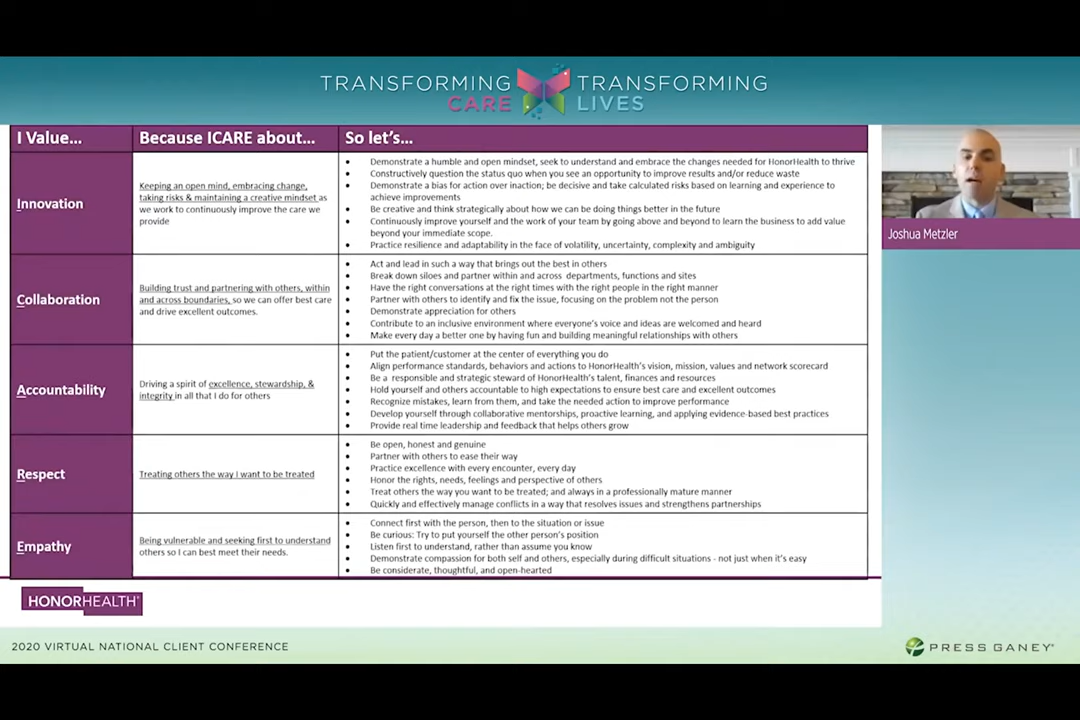 TRANSFORMING TRANSFORMING
CARE LIVES
I Value... Because ICARE about... So let's...
Innovation
Keeping an open mind, embracing change,
taking risks & maintaining a creative mindset as
we work to continuously improve the care we
provide
• Demonstrate a humble and open mindset, seek to understand and embrace the changes needed for HonorHealth to thrive
• Constructively question the status quo when you see an opportunity to improve results and/or reduce waste
• Demonstrate a bias for action over inaction; be decisive and take calculated risks based on learning and experience to
achieve improvements
• Be creative and think strategically about how we can be doing things better in the future
• Continuously improve yourself and the work of your team by going above and beyond to learn the business to add value
beyond your immediate scope.
• Practice resilience and adaptability in the face of volatility, uncertainty, complexity and ambiguity
Collaboration
Building trust and partnering with others, within
and across boundaries, so we can offer best care
and drive excellent outcomes.
• Act and lead in such a way that brings out the best in others
• Break down siloes and partner within and across departments, functions and sites
• Have the right conversations at the right times with the right people in the right manner
• Partner with others to identify and fix the issue, focusing on the problem not the person
• Demonstrate appreciation for others
• Contribute to an inclusive environment where everyone's voice and ideas are welcomed and heard
• Make every day a better one by having fun and building meaningful relationships with others
Accountability
Driving a spirit of excellence, stewardship, &
integrity in all that I do for others
• Put the patient/customer at the center of everything you do
• Align performance standards, behaviors and actions to HonorHealth's vision, mission, values and network scorecard
• Be a responsible and strategic steward of HonorHealth's talent, finances and resources
• Hold yourself and others accountable to high expectations to ensure best care and excellent outcomes
• Recognize mistakes, learn from them, and take the needed action to improve performance
• Develop yourself through collaborative mentorships, proactive learning, and applying evidence-based best practices
• Provide real time leadership and feedback that helps others grow
Respect
Treating others the way I want to be treated
• Be open, honest and genuine
• Partner with others to ease their way
• Practice excellence with every encounter, every day
• Honor the rights, needs, feelings and perspective of others
• Treat others the way you want to be treated; and always in a professionally mature manner
• Quickly and effectively manage conflicts in a way that resolves issues and strengthens partnerships
Empathy
Being vulnerable and seeking first to understand
others so I can best meet their needs.
• Connect first with the person, then to the situation or issue
• Be curious: Try to put yourself the other person's position
• Listen first to understand, rather than assume you know
• Demonstrate compassion for both self and others, especially during difficult situations - not just when it's easy
• Be considerate, thoughtful, and open-hearted
Joshua Metzler
HONORHEALTH®
2020 VIRTUAL NATIONAL CLIENT CONFERENCE
PRESS GANEY®